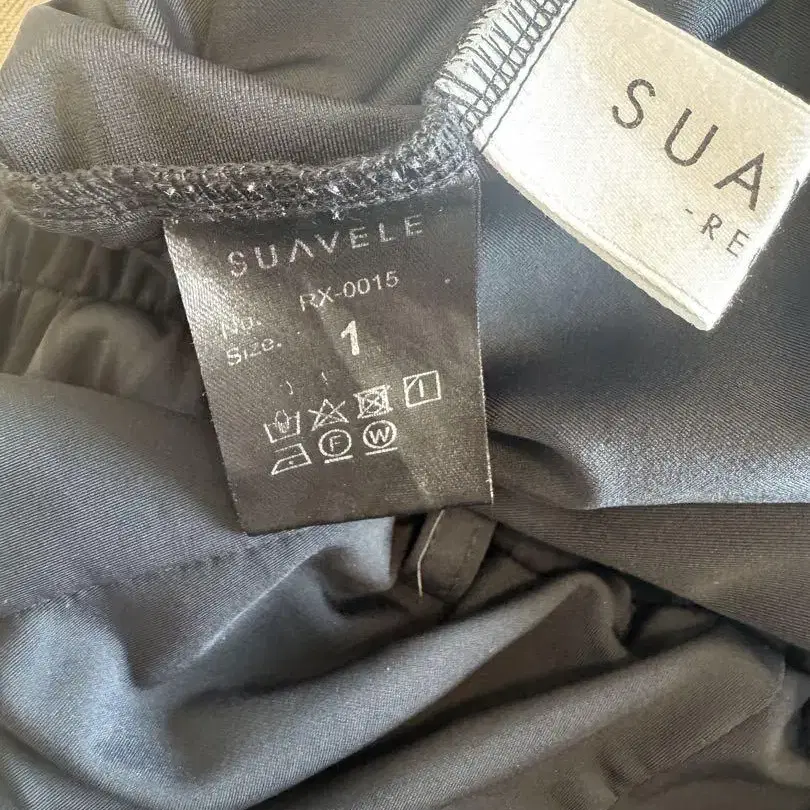 SUA
-RE
SUAVELE
No. RX-0015
Size. 1
F W